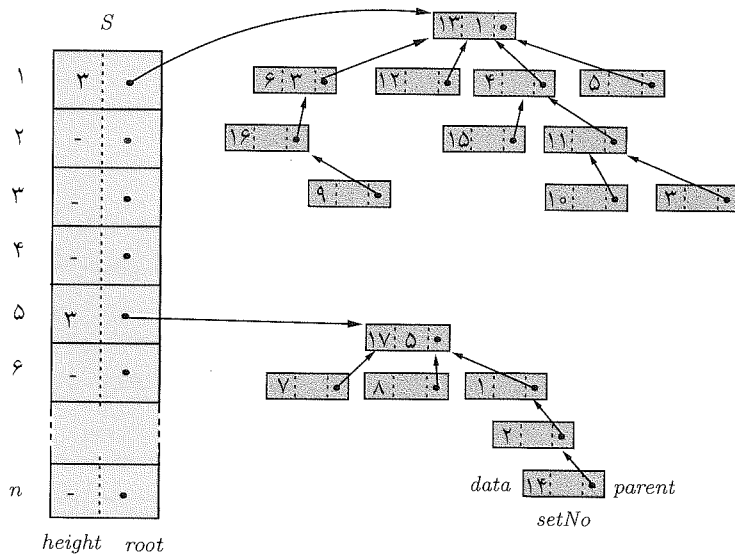 S
۱۳ ۱
۱ ۳
۶ ۳ ۱۲ ۴ ۵
۲ -
۱۶ ۱۵ ۱۱
۳ -
۹ ۱۰ ۳
۴ -
۵ ۳
۱۷ ۵
۶ -
۷ ۸ ۱
۲
n -
data ۱۴ parent
setNo
height root